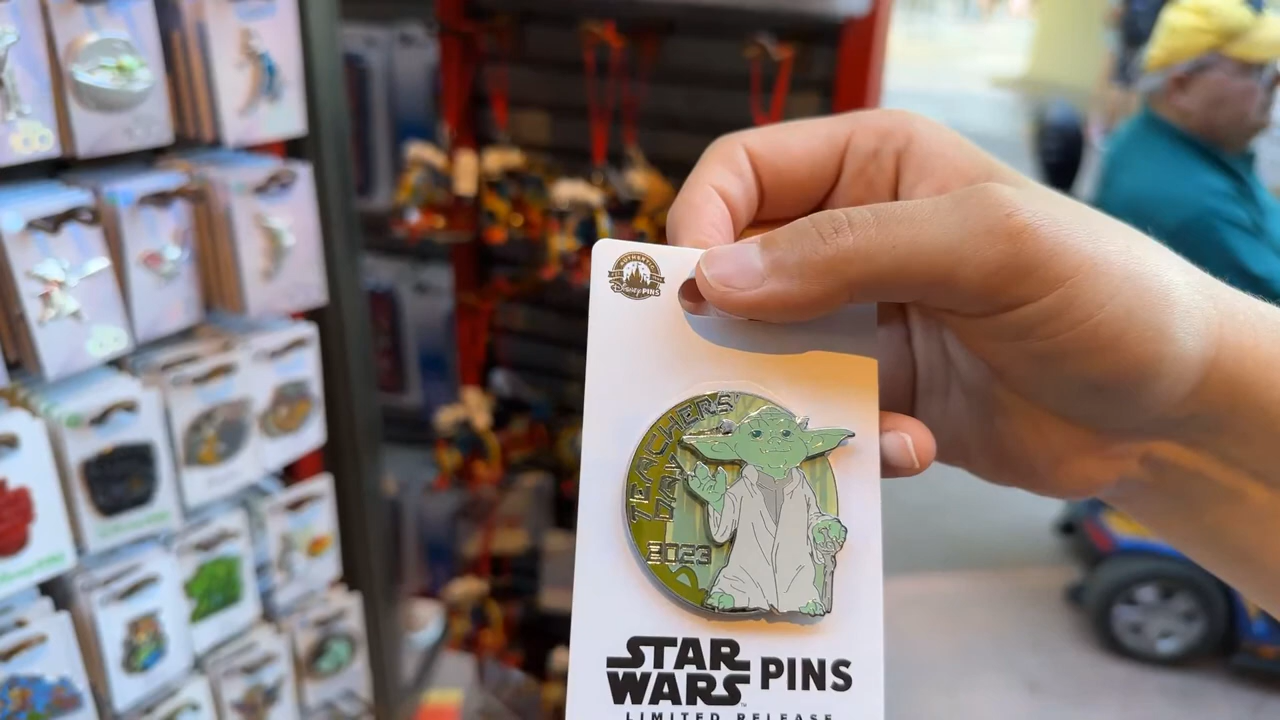 AUTHENTIC
Disney PINS
TEACHERS'
DAY
2023
STAR
WARS PINS
LIMITED RELEASE